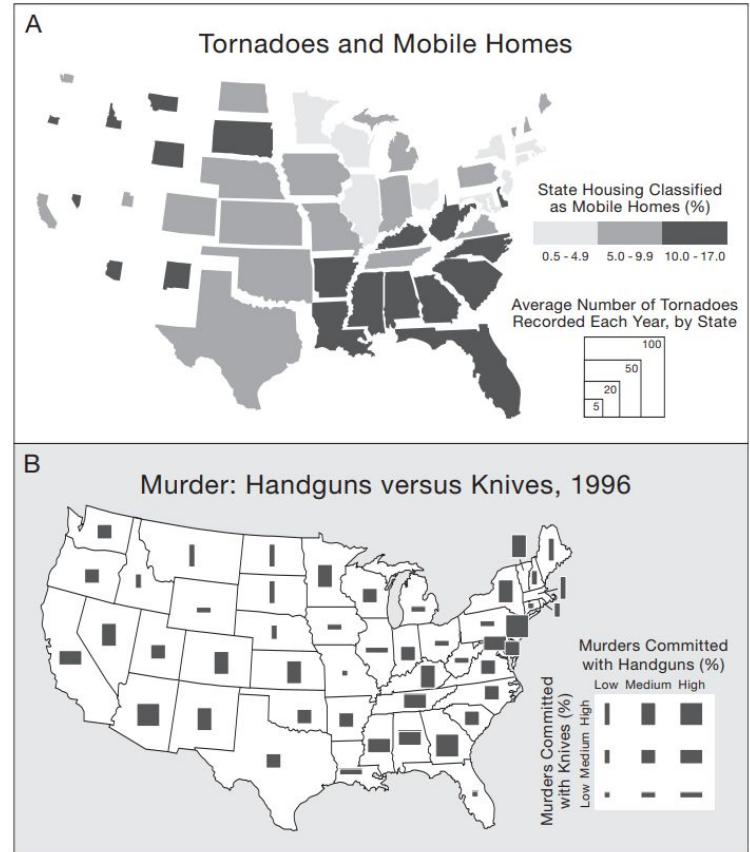 A
Tornadoes and Mobile Homes
State Housing Classified
as Mobile Homes (%)
0.5 - 4.9 5.0 - 9.9 10.0 - 17.0
Average Number of Tornadoes
Recorded Each Year, by State
100
50
20
5
B
Murder: Handguns versus Knives, 1996
Murders Committed
with Handguns (%)
Low Medium High
Murders Committed
with Knives (%)
Low Medium High